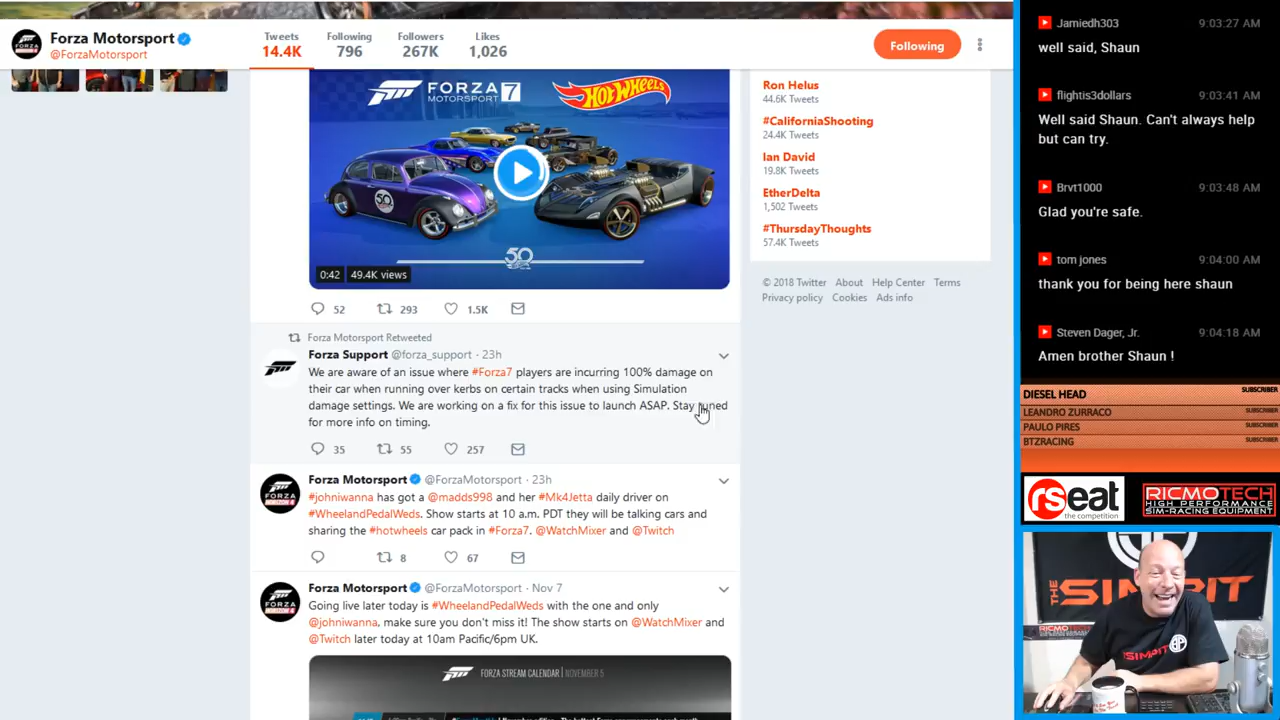 Forza Motorsport
@ForzaMotorsport
Tweets
14.4K
Following
796
Followers
267K
Likes
1,026
Following
FORZA MOTORSPORT 7
HOT WHEELS
50
50
0:42
49.4K views
52
293
1.5K
Forza Motorsport Retweeted
Forza Support @forza_support · 23h
We are aware of an issue where #Forza7 players are incurring 100% damage on
their car when running over kerbs on certain tracks when using Simulation
damage settings. We are working on a fix for this issue to launch ASAP. Stay tuned
for more info on timing.
35
55
257
Forza Motorsport @ForzaMotorsport · 23h
#johniwanna has got a @madds998 and her #Mk4Jetta daily driver on
#WheelandPedalWeds. Show starts at 10 a.m. PDT they will be talking cars and
sharing the #hotwheels car pack in #Forza7. @WatchMixer and @Twitch
8
67
Forza Motorsport @ForzaMotorsport · Nov 7
Going live later today is #WheelandPedalWeds with the one and only
@johniwanna, make sure you don't miss it! The show starts on @WatchMixer and
@Twitch later today at 10am Pacific/6pm UK.
FORZA STREAM CALENDAR | NOVEMBER 5
Ron Helus
44.6K Tweets
#CaliforniaShooting
24.4K Tweets
Ian David
19.8K Tweets
EtherDelta
1,502 Tweets
#ThursdayThoughts
57.4K Tweets
© 2018 Twitter About Help Center Terms
Privacy policy Cookies Ads info
Jamiedh303 9:03:27 AM
well said, Shaun
flightis3dollars 9:03:41 AM
Well said Shaun. Can't always help
but can try.
Brvt1000 9:03:48 AM
Glad you're safe.
tom jones 9:04:00 AM
thank you for being here shaun
Steven Dager, Jr. 9:04:18 AM
Amen brother Shaun !
DIESEL HEAD SUBSCRIBER
LEANDRO ZURRACO SUBSCRIBER
PAULO PIRES SUBSCRIBER
BTZRACING SUBSCRIBER
rseat
the competition
RICMOTECH
HIGH PERFORMANCE
SIM-RACING EQUIPMENT
THE SIMPIT
RICMOTECH
SIMPIT